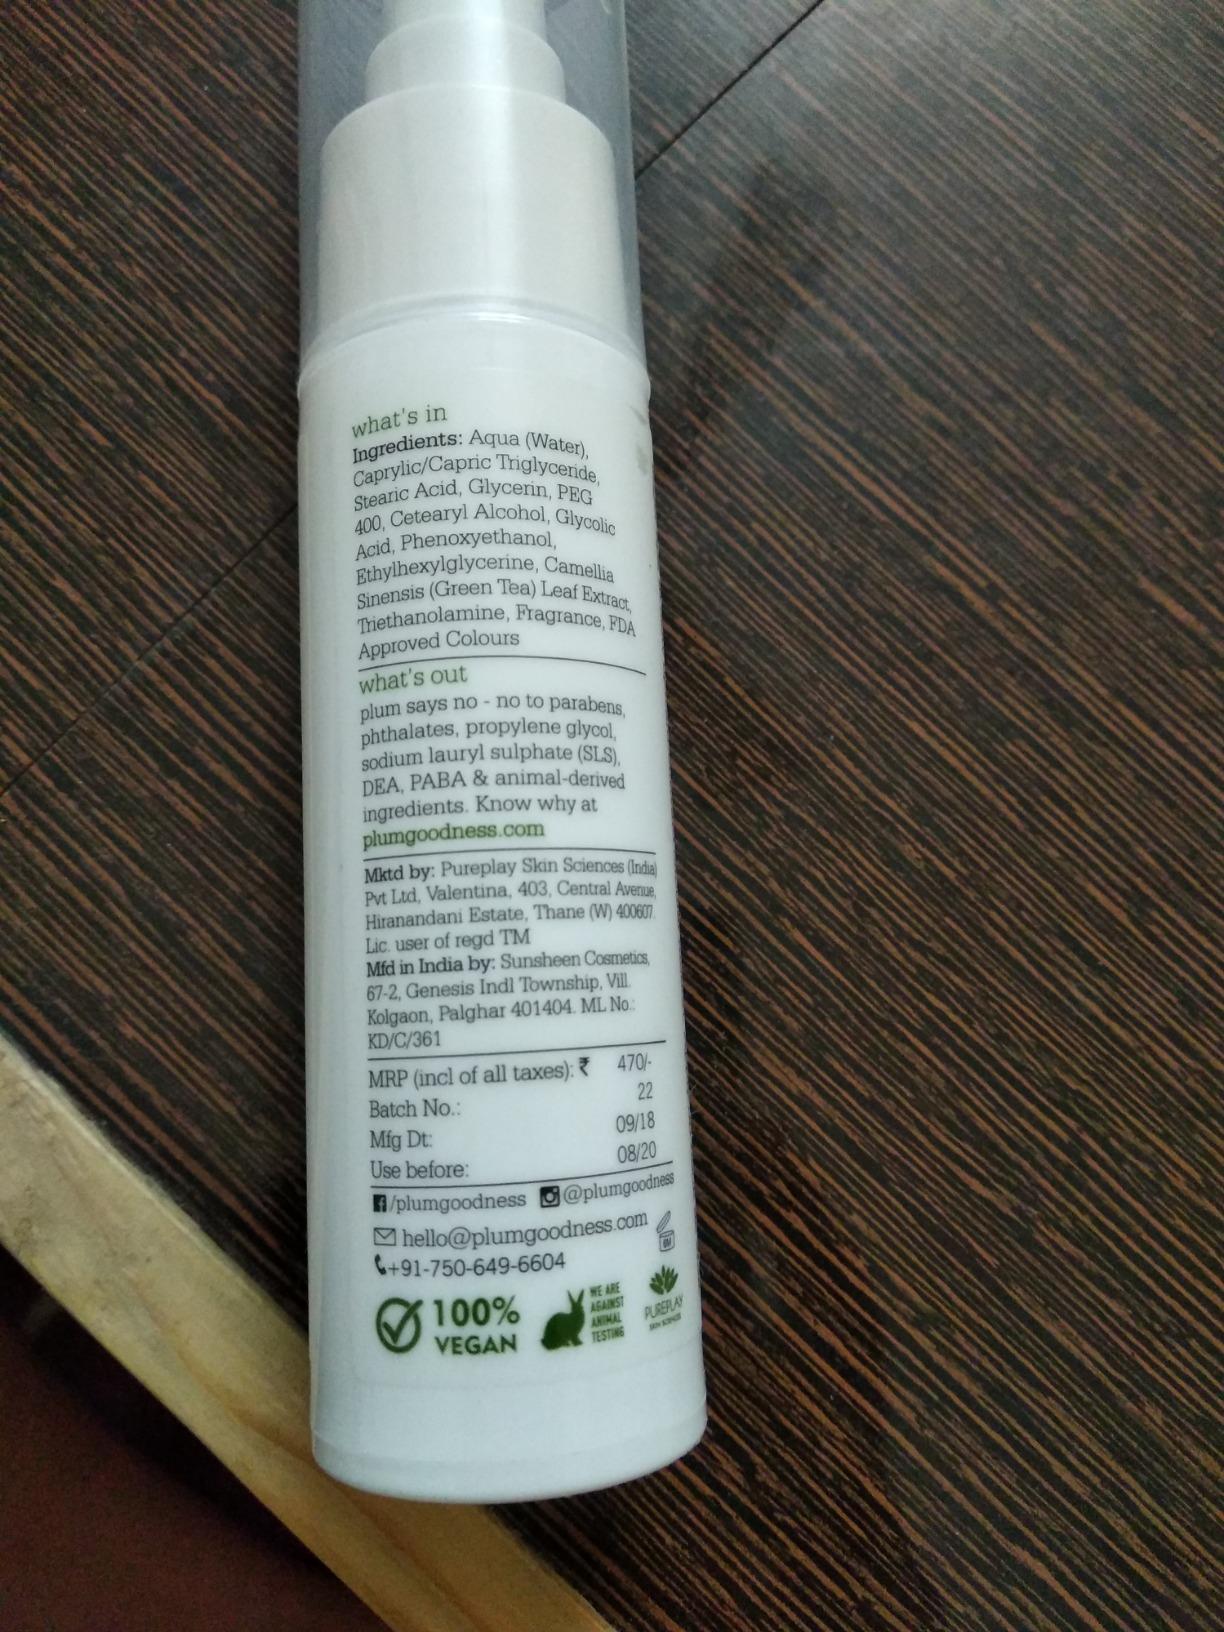 what's in
Ingredients: Aqua (Water),
Caprylic/Capric Triglyceride,
Stearic Acid, Glycerin, PEG
400, Cetearyl Alcohol, Glycolic
Acid, Phenoxyethanol,
Ethylhexylglycerine, Camellia
Sinensis (Green Tea) Leaf Extract,
Triethanolamine, Fragrance, FDA
Approved Colours
what's out
plum says no - no to parabens,
phthalates, propylene glycol,
sodium lauryl sulphate (SLS),
DEA, PABA & animal-derived
ingredients. Know why at
plumgoodness.com
Mktd by: Pureplay Skin Sciences (India)
Pvt Ltd, Valentina, 403, Central Avenue,
Hiranandani Estate, Thane (W) 400607.
Lic. user of regd TM
Mfd in India by: Sunsheen Cosmetics,
67-2, Genesis Indl Township, Vill.
Kolgaon, Palghar 401404. ML No.:
KD/C/361
MRP (incl of all taxes): ₹ 470/-
Batch No.: 22
Mfg Dt: 09/18
Use before: 08/20
/plumgoodness @plumgoodness
hello@plumgoodness.com
+91-750-649-6604
100% VEGAN
WE ARE
AGAINST
ANIMAL
TESTING
PUREPLAY
SKIN SCIENCES